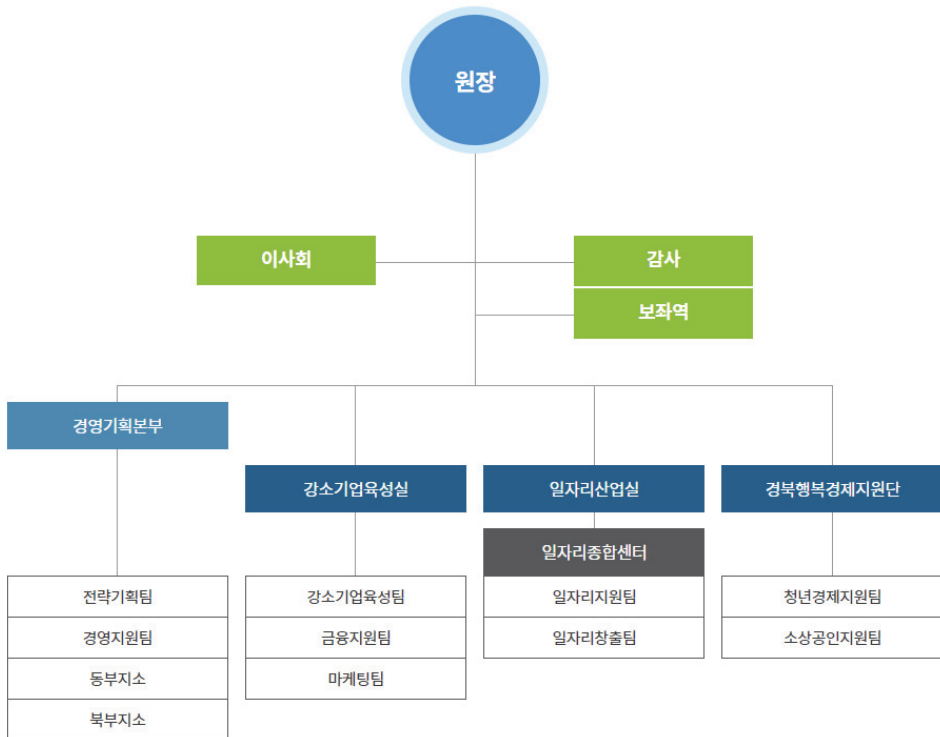 원장
이사회
감사
보좌역
경영기획본부
강소기업육성실
일자리산업실
경북행복경제지원단
일자리종합센터
전략기획팀
경영지원팀
동부지소
북부지소
강소기업육성팀
금융지원팀
마케팅팀
일자리지원팀
일자리창출팀
청년경제지원팀
소상공인지원팀